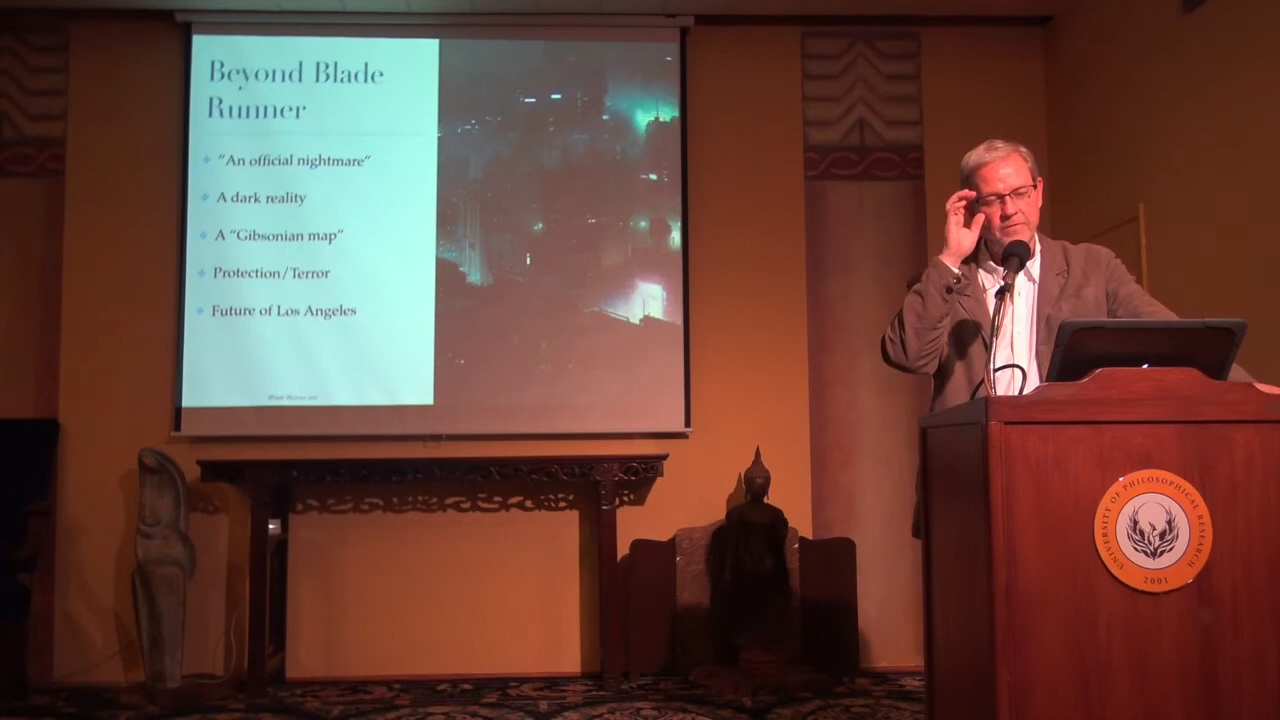 Beyond Blade
Runner
"An official nightmare"
A dark reality
A "Gibsonian map"
Protection/Terror
Future of Los Angeles
UNIVERSITY OF PHILOSOPHICAL RESEARCH
2001